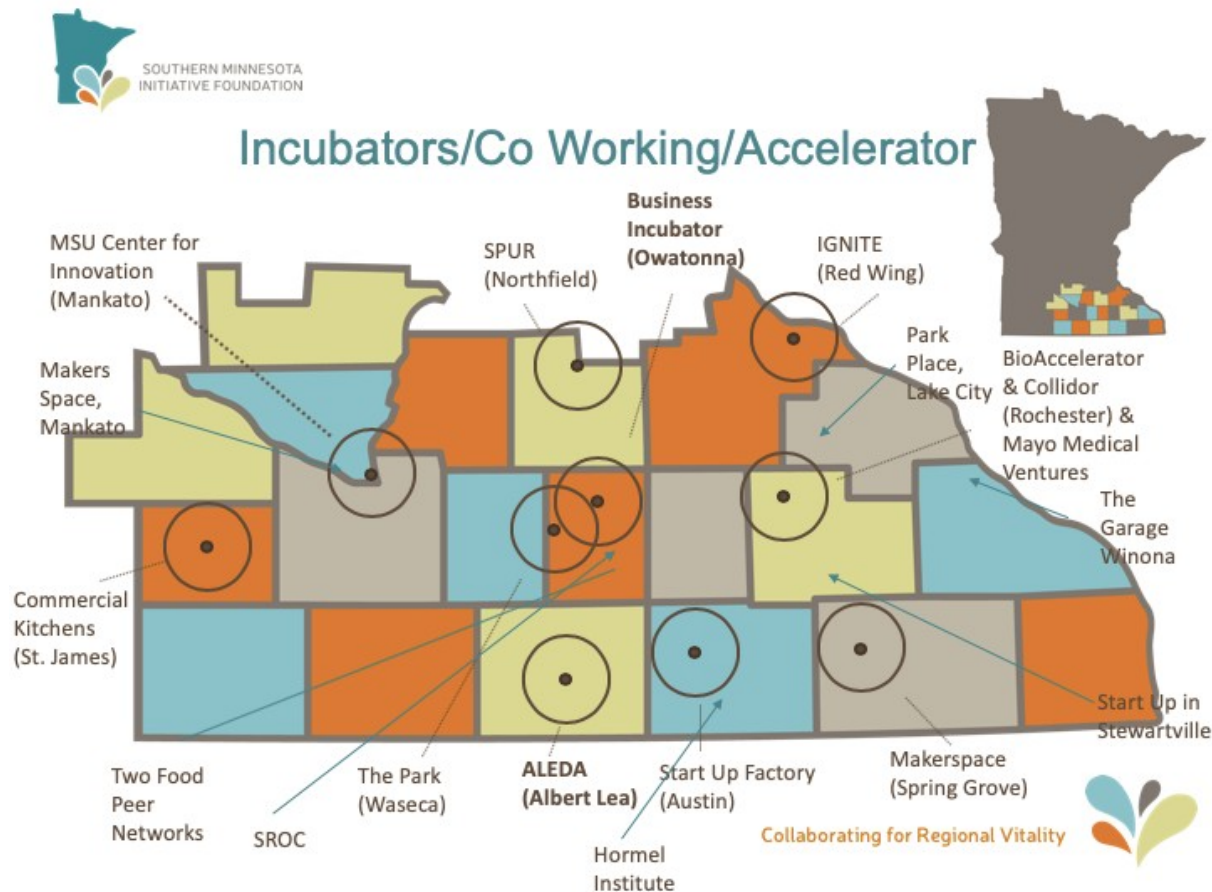 SOUTHERN MINNESOTA
INITIATIVE FOUNDATION
Incubators/Co Working/Accelerator
MSU Center for
Innovation
(Mankato)
SPUR
(Northfield)
Business
Incubator
(Owatonna)
IGNITE
(Red Wing)
Makers
Space,
Mankato
Park
Place,
Lake City
BioAccelerator
& Collidor
(Rochester) &
Mayo Medical
Ventures
The
Garage
Winona
Commercial
Kitchens
(St. James)
Start Up in
Stewartville
Two Food
Peer
Networks
SROC
The Park
(Waseca)
ALEDA
(Albert Lea)
Start Up Factory
(Austin)
Hormel
Institute
Makerspace
(Spring Grove)
Collaborating for Regional Vitality